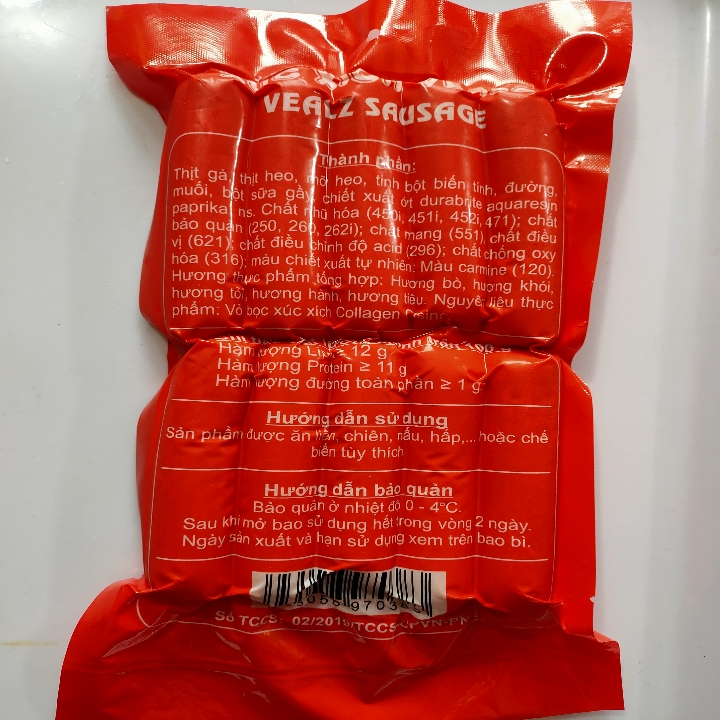 VEALZ SAUSAGE
Thành phần:
Thịt gà, thịt heo, mỡ heo, tinh bột biến tính, đường,
muối, bột sữa gầy, chiết xuất ớt durabrite aquaresin
paprika ns. Chất nhũ hóa (450i, 451i, 452i, 471); chất
bảo quản (250, 260, 262i); chất mang (551), chất điều
vị (621); chất điều chỉnh độ acid (296); chất chống oxy
hóa (316); màu chiết xuất tự nhiên: Màu carmine (120).
Hương thực phẩm tổng hợp: Hương bò, hương khói,
hương tỏi, hương hành, hương tiêu. Nguyên liệu thực
phẩm: Vỏ bọc xúc xích Collagen
Hàm lượng ≥ 12 g
Hàm lượng Protein ≥ 11 g
Hàm lượng đường toàn phần ≥ 1 g
Hướng dẫn sử dụng
Sản phẩm được ăn liền, chiên, nấu, hấp,... hoặc chế
biến tùy thích
Hướng dẫn bảo quản
Bảo quản ở nhiệt độ 0 - 4°C.
Sau khi mở bao sử dụng hết trong vòng 2 ngày.
Ngày sản xuất và hạn sử dụng xem trên bao bì.
Số TCCS: 02/2019/TCCS